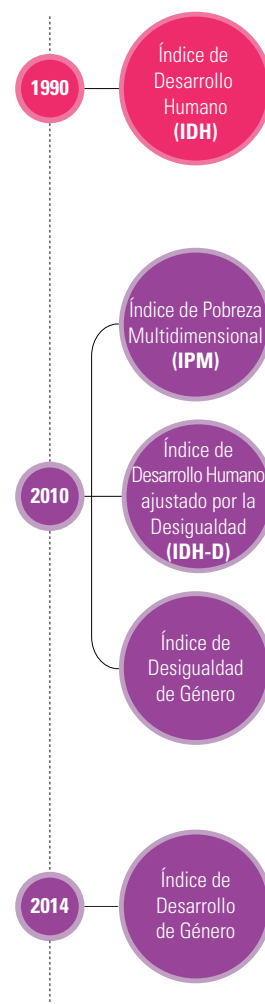 1990
Índice de
Desarrollo
Humano
(IDH)
Índice de Pobreza
Multidimensional
(IPM)
2010
Índice de
Desarrollo Humano
ajustado por la
Desigualdad
(IDH-D)
Índice de
Desigualdad
de Género
2014
Índice de
Desarrollo
de Género